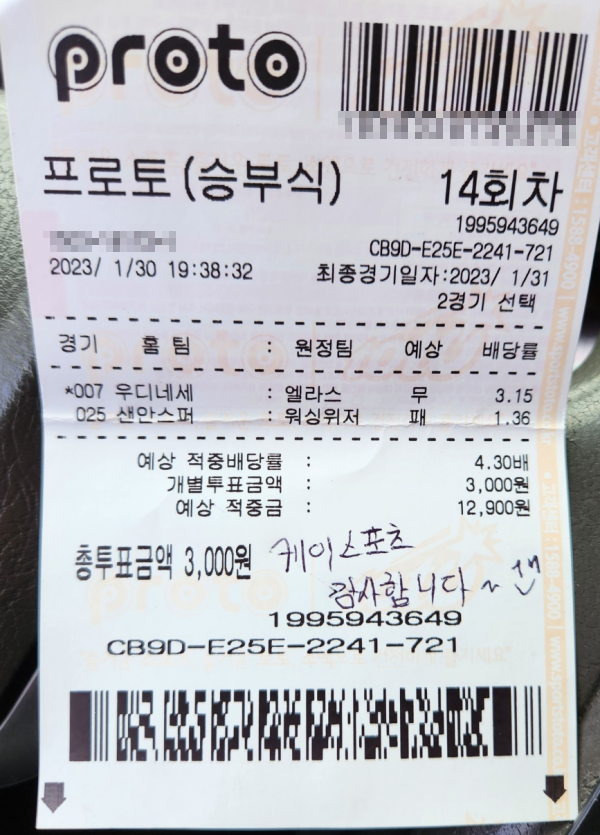 proto
프로토(승부식) 14회차
1995943649
CB9D-E25E-2241-721
2023/ 1/30 19:38:32 최종경기일자:2023/ 1/31
2경기 선택
경기 홈팀 : 원정팀 예상 배당률
*007 우디네세 : 엘라스 무 3.15
025 샌안스퍼 : 워싱위저 패 1.36
예상 적중배당률 : 4.30배
개별투표금액 : 3,000원
예상 적중금 : 12,900원
총투표금액 3,000원 케이스포츠
감사합니다~
1995943649
CB9D-E25E-2241-721